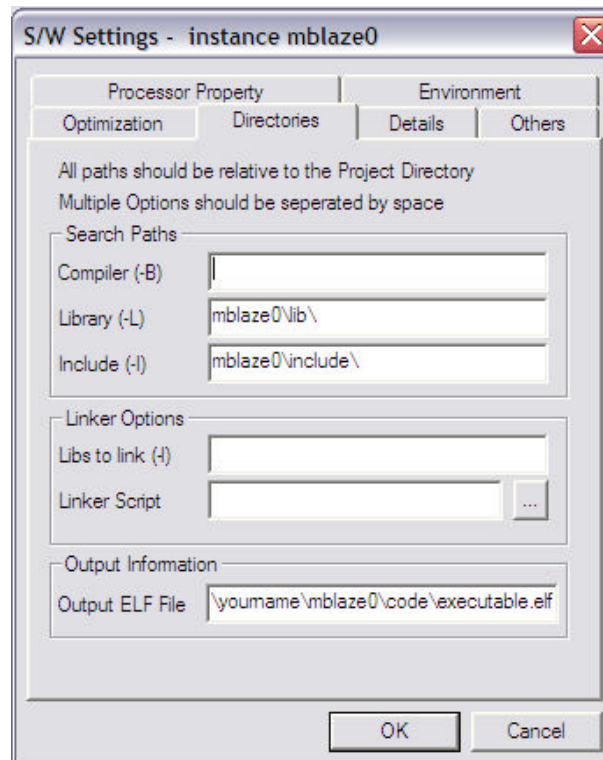 S/W Settings - instance mblaze0
Processor Property Environment
Optimization Directories Details Others
All paths should be relative to the Project Directory
Multiple Options should be seperated by space
Search Paths
Compiler (-B)
Library (-L) mblaze0\lib\
Include (-I) mblaze0\include\
Linker Options
Libs to link (-l)
Linker Script ...
Output Information
Output ELF File \yourname\mblaze0\code\executable.elf
OK Cancel